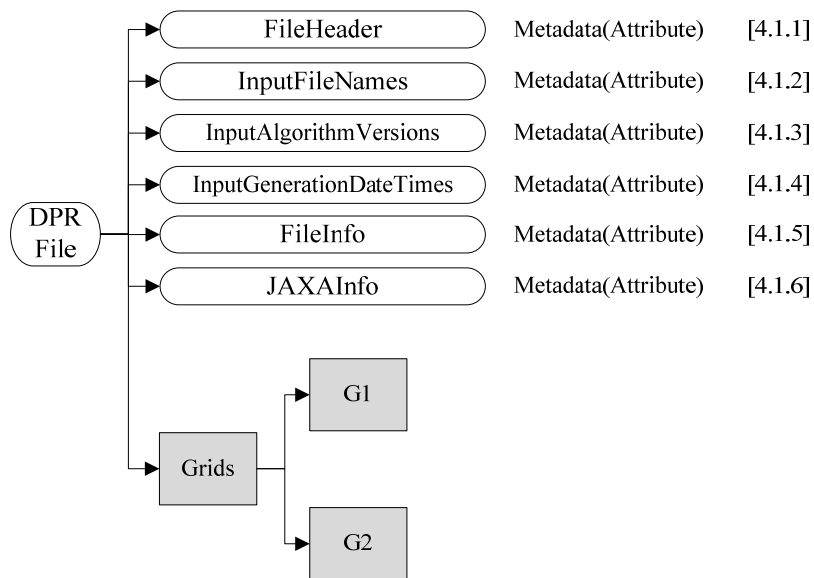 FileHeader Metadata(Attribute) [4.1.1]
InputFileNames Metadata(Attribute) [4.1.2]
InputAlgorithmVersions Metadata(Attribute) [4.1.3]
InputGenerationDateTimes Metadata(Attribute) [4.1.4]
DPR
File
FileInfo Metadata(Attribute) [4.1.5]
JAXAInfo Metadata(Attribute) [4.1.6]
G1
Grids
G2